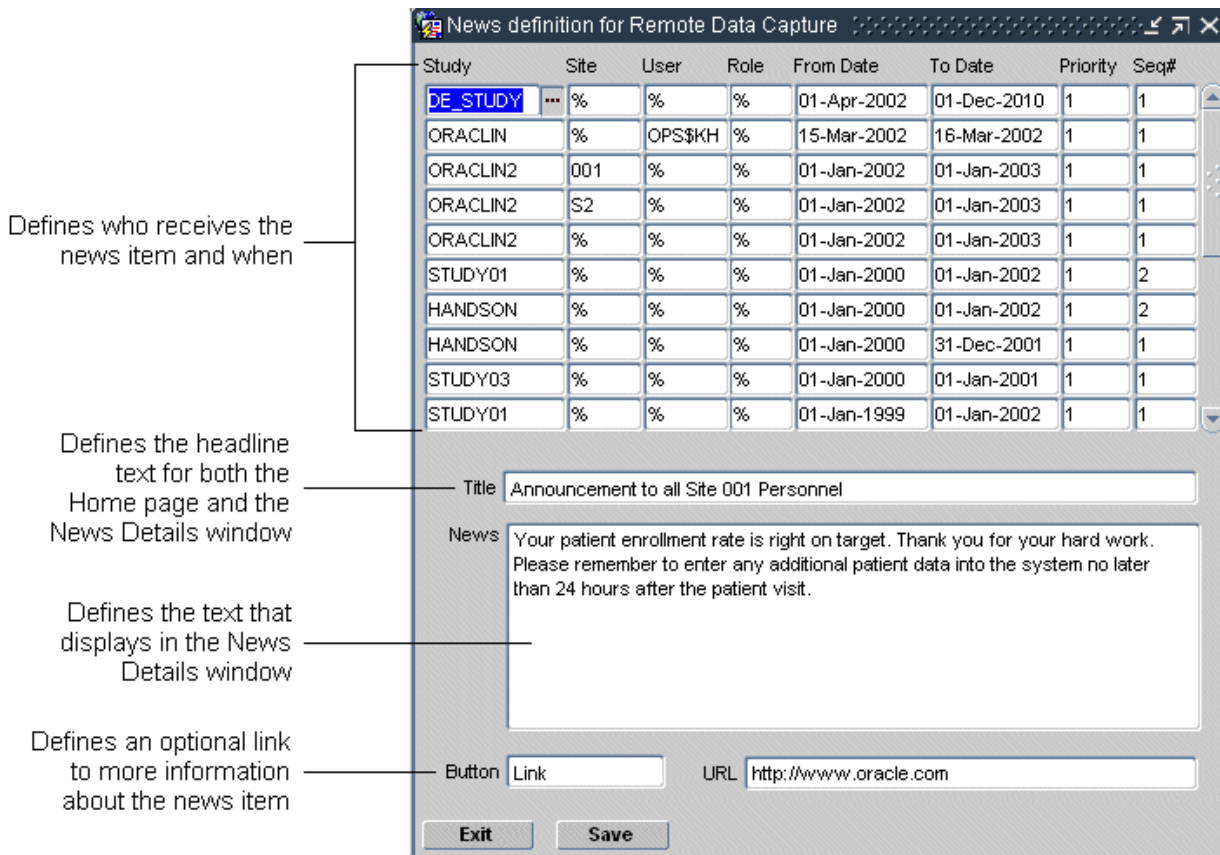 News definition for Remote Data Capture
Study Site User Role From Date To Date Priority Seq#
DE_STUDY ... % % % 01-Apr-2002 01-Dec-2010 1 1
ORACLIN % OPS$KH % 15-Mar-2002 16-Mar-2002 1 1
ORACLIN2 001 % % 01-Jan-2002 01-Jan-2003 1 1
ORACLIN2 S2 % % 01-Jan-2002 01-Jan-2003 1 1
ORACLIN2 % % % 01-Jan-2002 01-Jan-2003 1 1
STUDY01 % % % 01-Jan-2000 01-Jan-2002 1 2
HANDSON % % % 01-Jan-2000 01-Jan-2002 1 2
HANDSON % % % 01-Jan-2000 31-Dec-2001 1 1
STUDY03 % % % 01-Jan-2000 01-Jan-2001 1 1
STUDY01 % % % 01-Jan-1999 01-Jan-2002 1 1
Defines who receives the
news item and when
Defines the headline
text for both the
Home page and the
News Details window
Title Announcement to all Site 001 Personnel
News Your patient enrollment rate is right on target. Thank you for your hard work.
Please remember to enter any additional patient data into the system no later
than 24 hours after the patient visit.
Defines the text that
displays in the News
Details window
Defines an optional link
to more information
about the news item
Button Link URL http://www.oracle.com
Exit Save